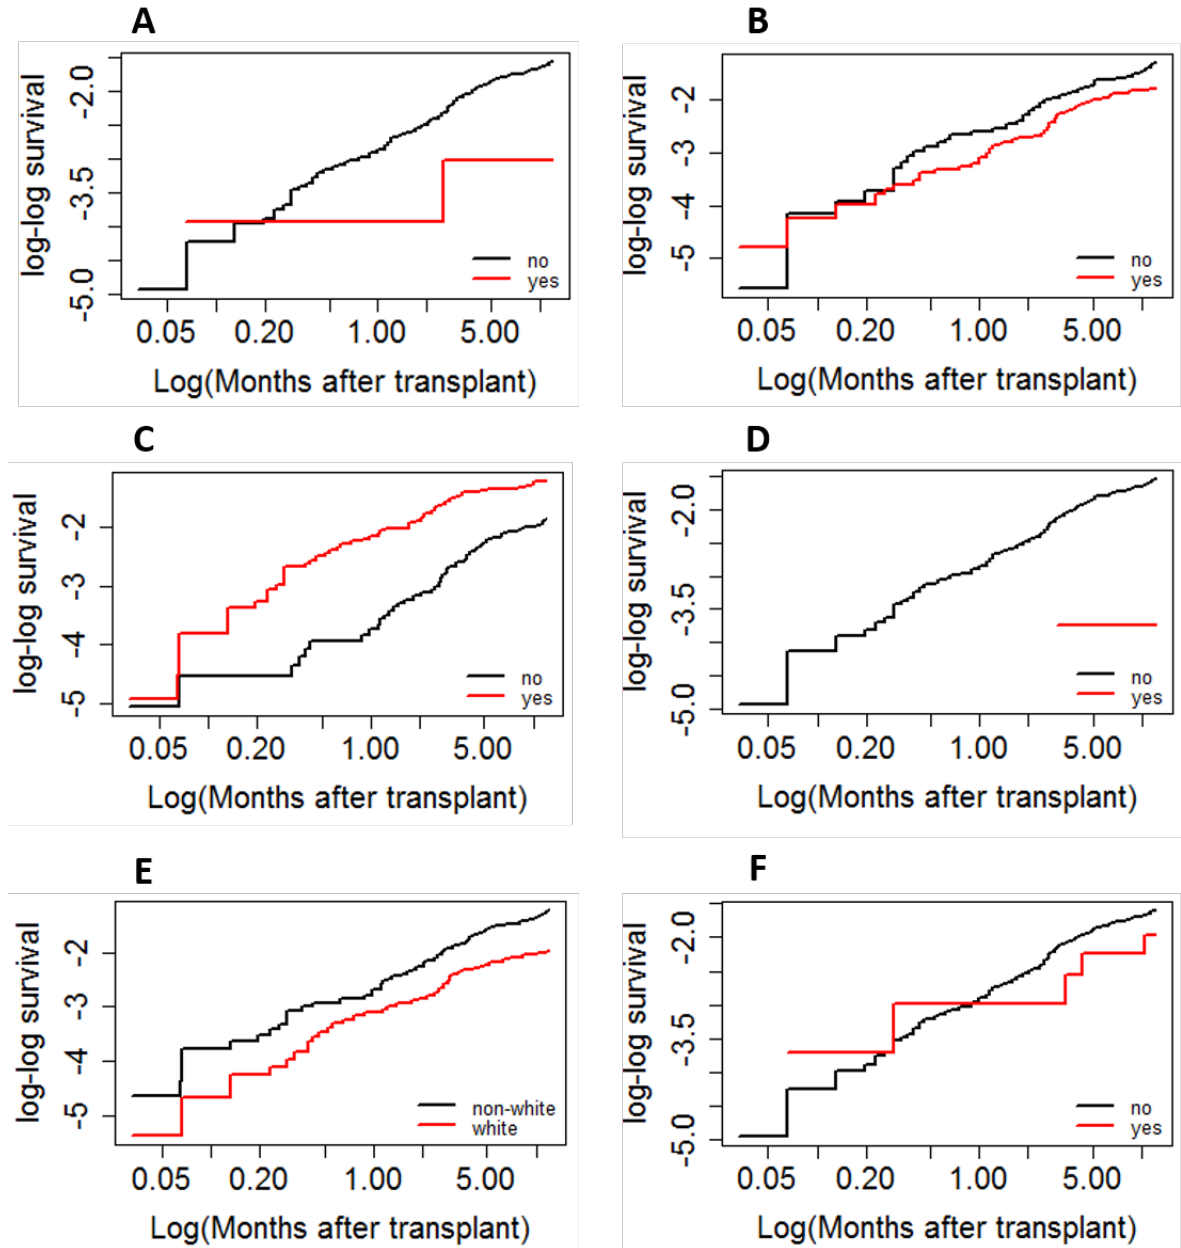 A
log-log survival
-2.0
-3.5
-5.0
no
yes
0.05 0.20 1.00 5.00
Log(Months after transplant)
B
log-log survival
-2
-3
-4
-5
no
yes
0.05 0.20 1.00 5.00
Log(Months after transplant)
C
log-log survival
-2
-3
-4
-5
no
yes
0.05 0.20 1.00 5.00
Log(Months after transplant)
D
log-log survival
-2.0
-3.5
-5.0
no
yes
0.05 0.20 1.00 5.00
Log(Months after transplant)
E
log-log survival
-2
-3
-4
-5
non-white
white
0.05 0.20 1.00 5.00
Log(Months after transplant)
F
log-log survival
-2.0
-3.5
-5.0
no
yes
0.05 0.20 1.00 5.00
Log(Months after transplant)